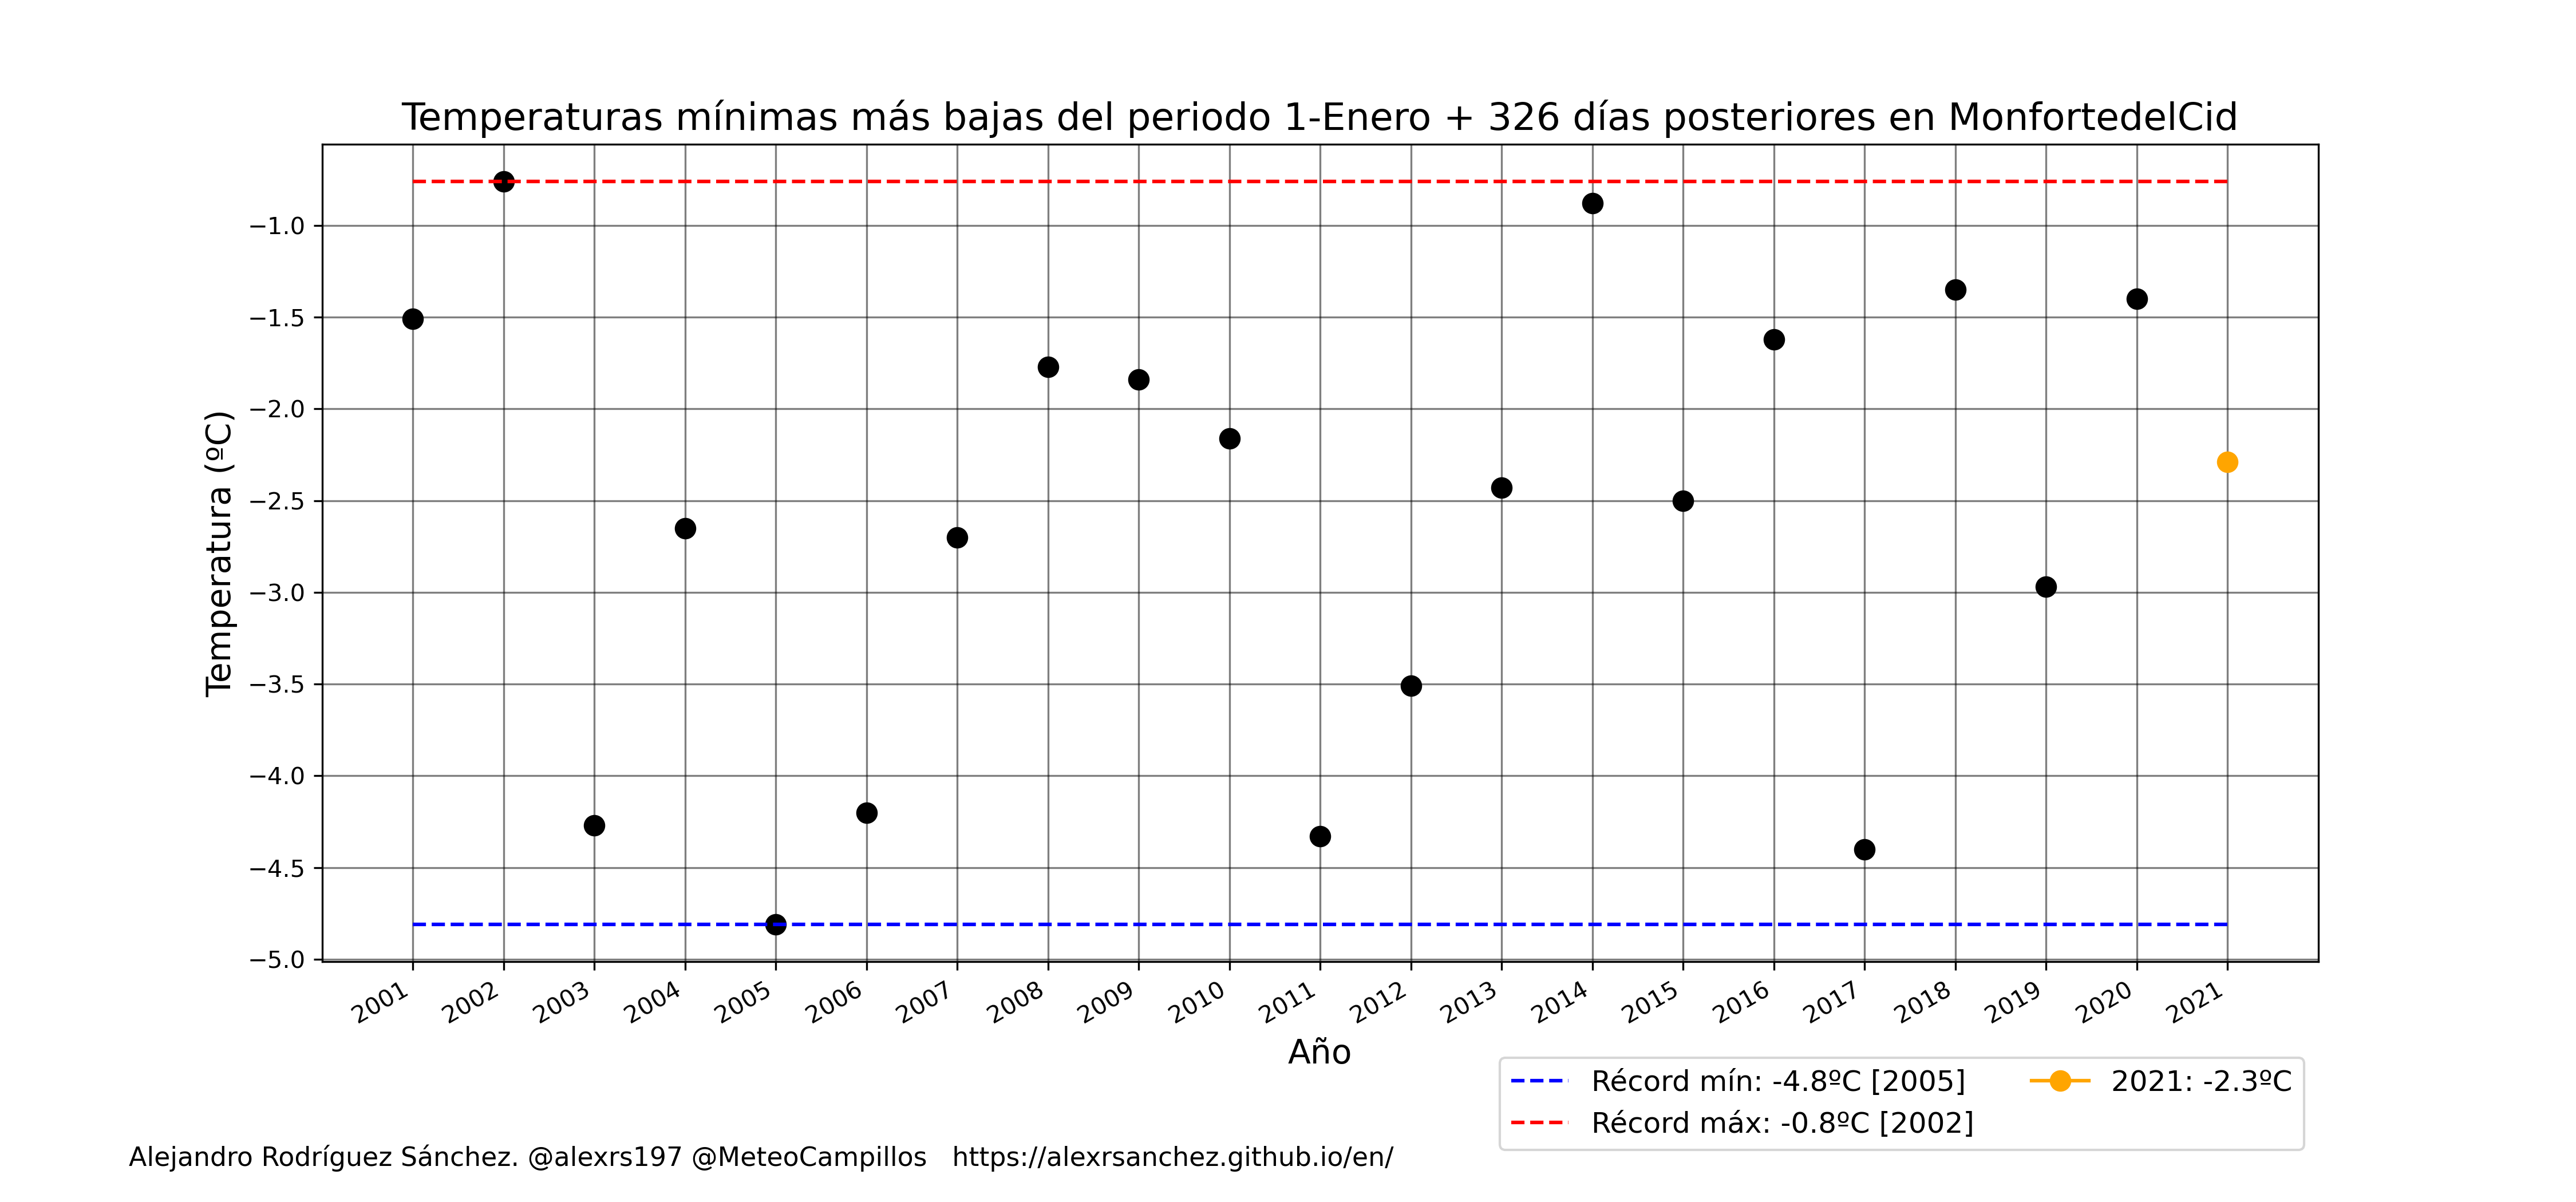 Temperaturas mínimas más bajas del periodo 1-Enero + 326 días posteriores en MonfortedelCid
Temperatura (ºC)
−1.0
−1.5
−2.0
−2.5
−3.0
−3.5
−4.0
−4.5
−5.0
2001 2002 2003 2004 2005 2006 2007 2008 2009 2010 2011 2012 2013 2014 2015 2016 2017 2018 2019 2020 2021
Año
Récord mín: -4.8ºC [2005]
Récord máx: -0.8ºC [2002]
2021: -2.3ºC
Alejandro Rodríguez Sánchez. @alexrs197 @MeteoCampillos https://alexrsanchez.github.io/en/